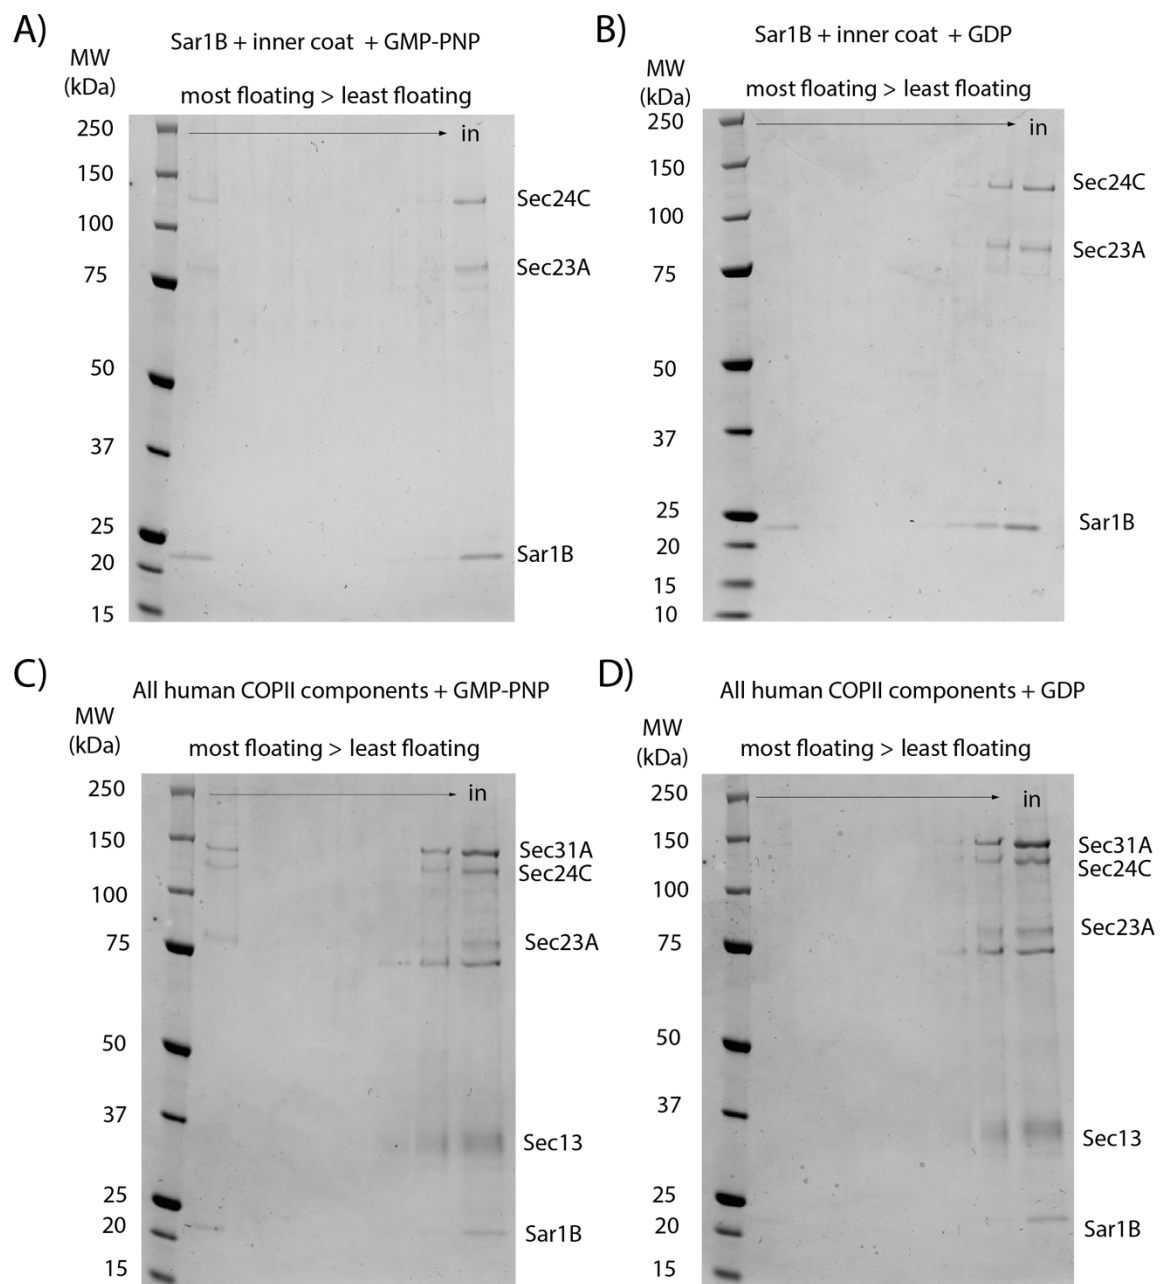 A)
Sar1B + inner coat + GMP-PNP
MW
(kDa)
most floating > least floating
in
250
150
100
75
50
37
25
20
15
Sec24C
Sec23A
Sar1B
B)
Sar1B + inner coat + GDP
MW
(kDa)
most floating > least floating
in
250
150
100
75
50
37
25
20
15
10
Sec24C
Sec23A
Sar1B
C)
All human COPII components + GMP-PNP
MW
(kDa)
most floating > least floating
in
250
150
100
75
50
37
25
20
15
Sec31A
Sec24C
Sec23A
Sec13
Sar1B
D)
All human COPII components + GDP
MW
(kDa)
most floating > least floating
in
250
150
100
75
50
37
25
20
15
Sec31A
Sec24C
Sec23A
Sec13
Sar1B